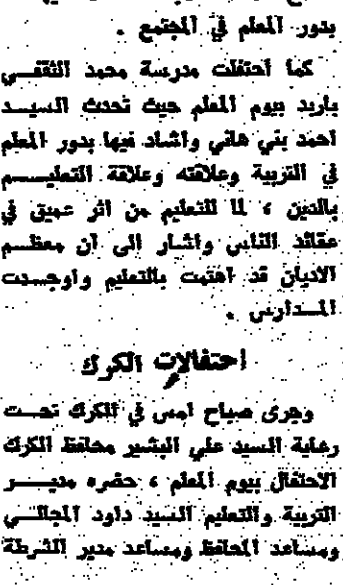 بدور المعلم في المجتمع .
كما احتفلت مدرسة محمد الثقفي
باربد بيوم المعلم حيث تحدث السيد
احمد بني هاني واشاد فيها بدور المعلم
في التربية وعلاقته وعلاقة التعليم
بالدين ، لما للتعليم من اثر عميق في
عقائد الناس واشار الى ان معظم
الاديان قد اهتمت بالتعليم واوجدت
المدارس .
احتفالات الكرك
وجرى صباح امس في الكرك تحت
رعاية السيد علي البشير محافظ الكرك
الاحتفال بيوم المعلم ، حضره مدير
التربية والتعليم السيد داود المجالي
ومساعد المحافظ ومساعد مدير الشرطة